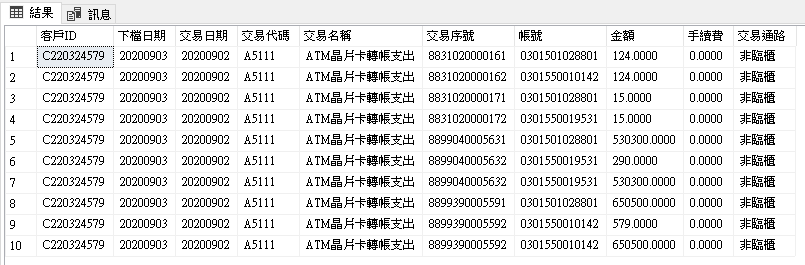 結果 訊息
客戶ID 下檔日期 交易日期 交易代碼 交易名稱 交易序號 帳號 金額 手續費 交易通路
1 C220324579 20200903 20200902 A5111 ATM晶片卡轉帳支出 8831020000161 0301501028801 124.0000 0.0000 非臨櫃
2 C220324579 20200903 20200902 A5111 ATM晶片卡轉帳支出 8831020000162 0301550010142 124.0000 0.0000 非臨櫃
3 C220324579 20200903 20200902 A5111 ATM晶片卡轉帳支出 8831020000171 0301501028801 15.0000 0.0000 非臨櫃
4 C220324579 20200903 20200902 A5111 ATM晶片卡轉帳支出 8831020000172 0301550019531 15.0000 0.0000 非臨櫃
5 C220324579 20200903 20200902 A5111 ATM晶片卡轉帳支出 8899040005631 0301501028801 530300.0000 0.0000 非臨櫃
6 C220324579 20200903 20200902 A5111 ATM晶片卡轉帳支出 8899040005632 0301550019531 290.0000 0.0000 非臨櫃
7 C220324579 20200903 20200902 A5111 ATM晶片卡轉帳支出 8899040005632 0301550019531 530300.0000 0.0000 非臨櫃
8 C220324579 20200903 20200902 A5111 ATM晶片卡轉帳支出 8899390005591 0301501028801 650500.0000 0.0000 非臨櫃
9 C220324579 20200903 20200902 A5111 ATM晶片卡轉帳支出 8899390005592 0301550010142 579.0000 0.0000 非臨櫃
10 C220324579 20200903 20200902 A5111 ATM晶片卡轉帳支出 8899390005592 0301550010142 650500.0000 0.0000 非臨櫃